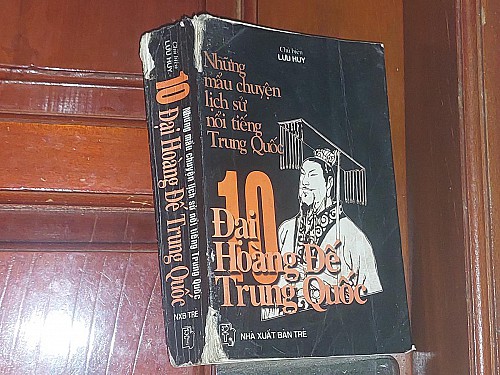 Chủ biên
LƯU HUY
10 Đại Hoàng Đế Trung Quốc
Những mẩu chuyện lịch sử nổi tiếng Trung Quốc
NXB TRẺ
Chủ biên
LƯU HUY
Những
mẩu chuyện
lịch sử
nổi tiếng
Trung Quốc
10
Đại
Hoàng Đế
Trung Quốc
NHÀ XUẤT BẢN TRẺ